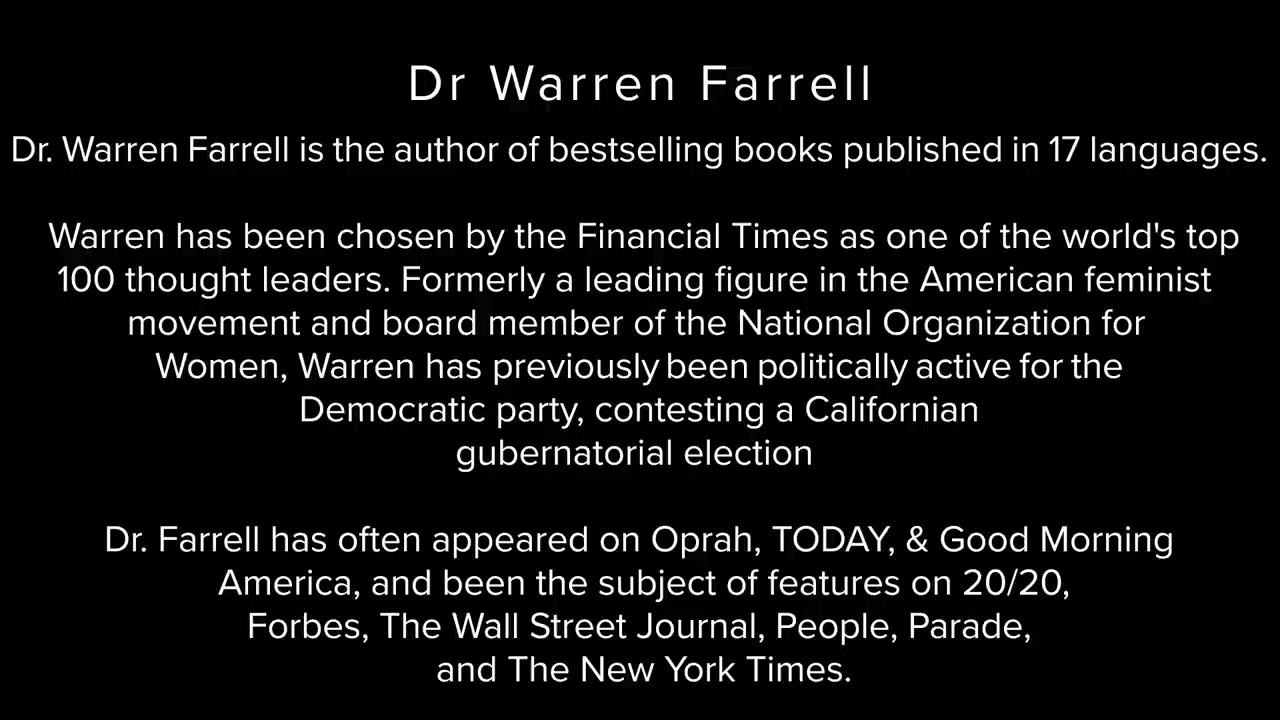 Dr Warren Farrell
Dr. Warren Farrell is the author of bestselling books published in 17 languages.
Warren has been chosen by the Financial Times as one of the world's top
100 thought leaders. Formerly a leading figure in the American feminist
movement and board member of the National Organization for
Women, Warren has previously been politically active for the
Democratic party, contesting a Californian
gubernatorial election
Dr. Farrell has often appeared on Oprah, TODAY, & Good Morning
America, and been the subject of features on 20/20,
Forbes, The Wall Street Journal, People, Parade,
and The New York Times.